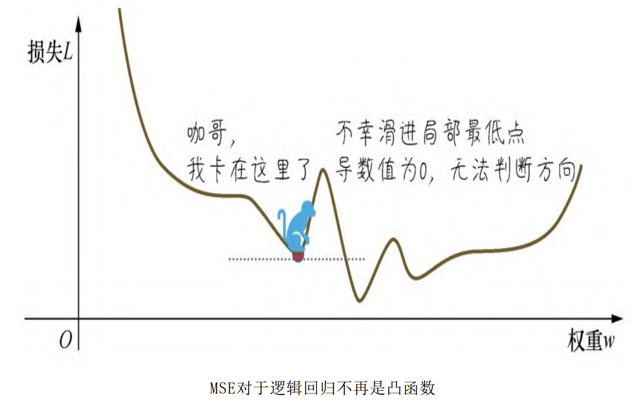 损失L
咖哥，
我卡在这里了
不幸滑进局部最低点
导数值为0，无法判断方向
O
权重w
MSE对于逻辑回归不再是凸函数